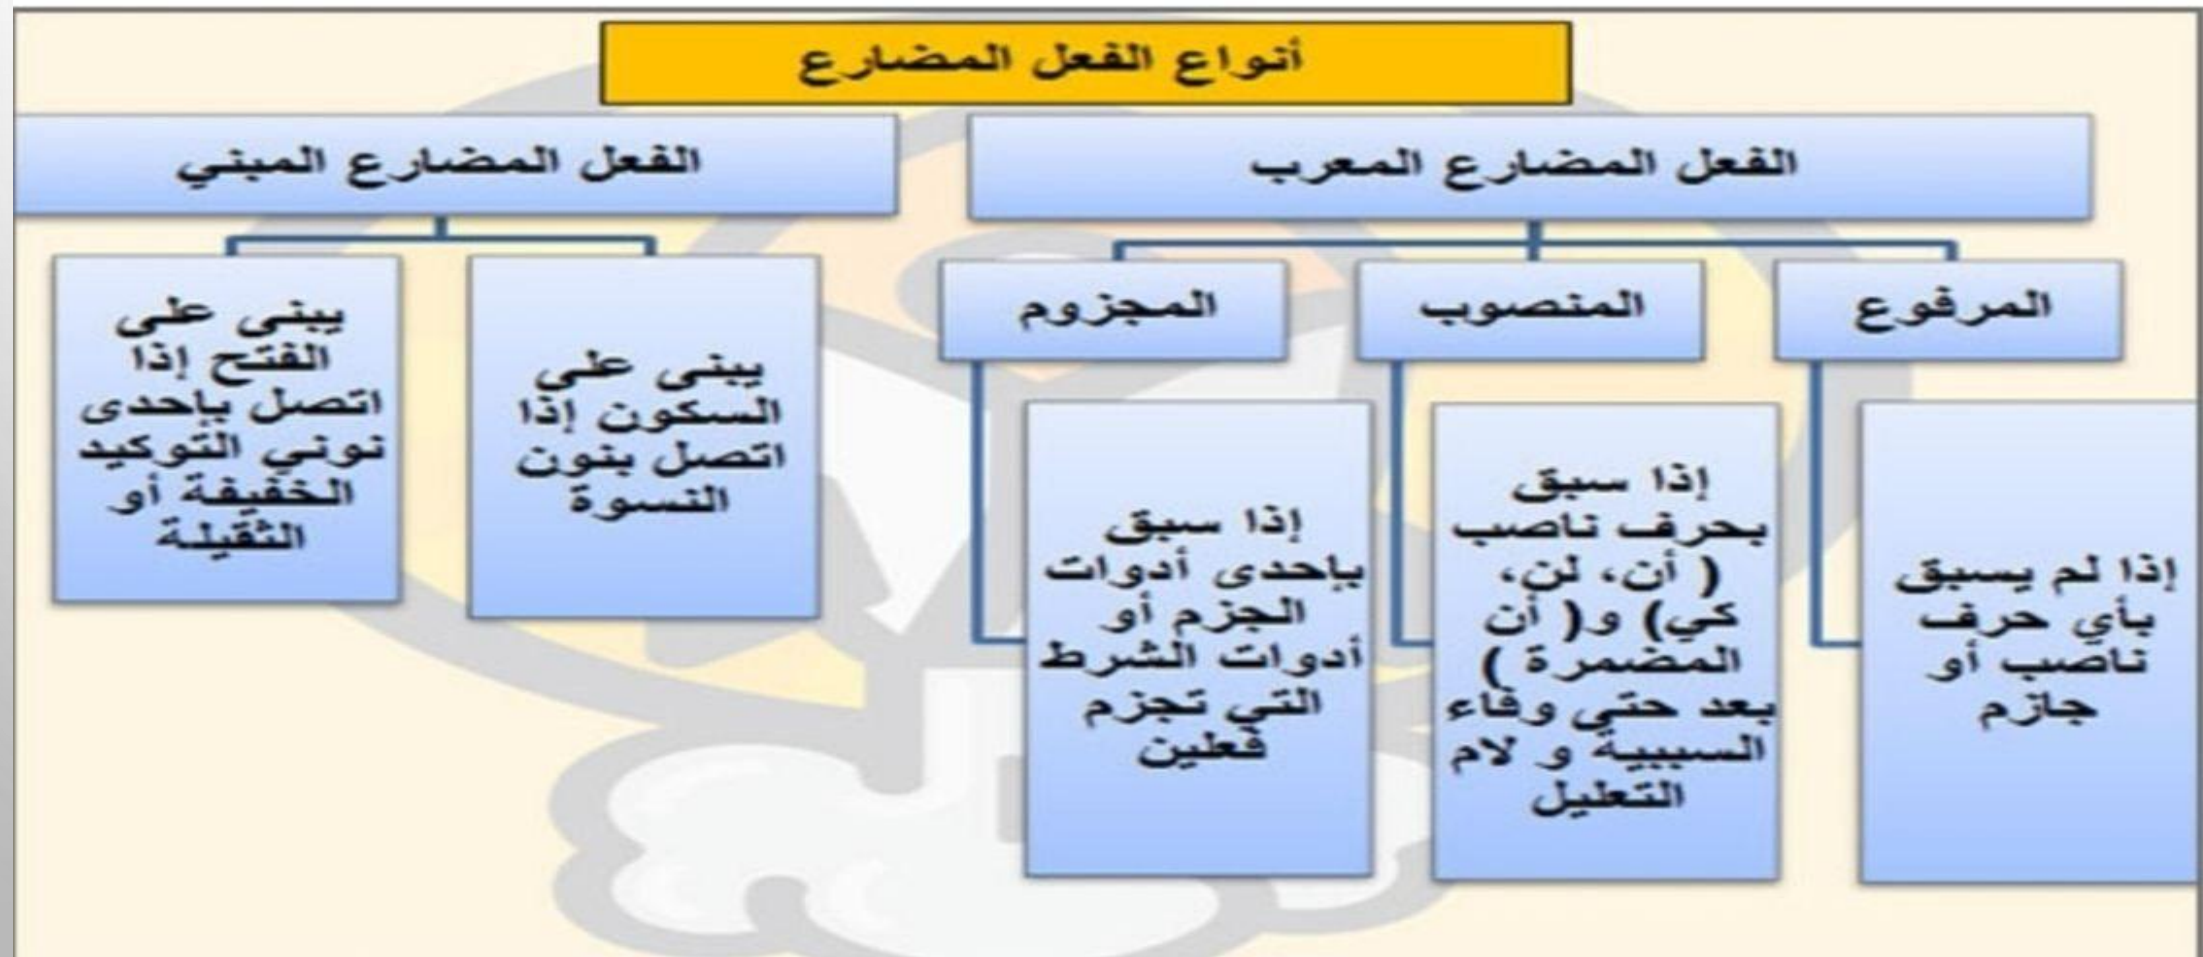 أنواع الفعل المضارع
الفعل المضارع المعرب
المرفوع
إذا لم يسبق
بأي حرف
ناصب أو
جازم
المنصوب
إذا سبق
بحرف ناصب
( أن، لن،
كي) و( أن
المضمرة )
بعد حتى وفاء
السببية و لام
التعليل
المجزوم
إذا سبق
بإحدى أدوات
الجزم أو
أدوات الشرط
التي تجزم
فعلين
الفعل المضارع المبني
يبنى على
السكون إذا
اتصل بنون
النسوة
يبنى على
الفتح إذا
اتصل بإحدى
نوني التوكيد
الخفيفة أو
الثقيلة